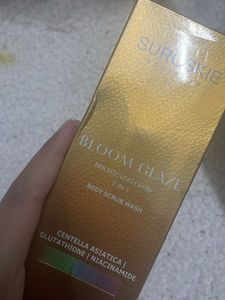 SUROSKIE
BLOOM GLAZE
BRIGHTENING GLOW
2-IN-1
BODY SCRUB WASH
CENTELLA ASIATICA |
GLUTATHIONE | NIACINAMIDE